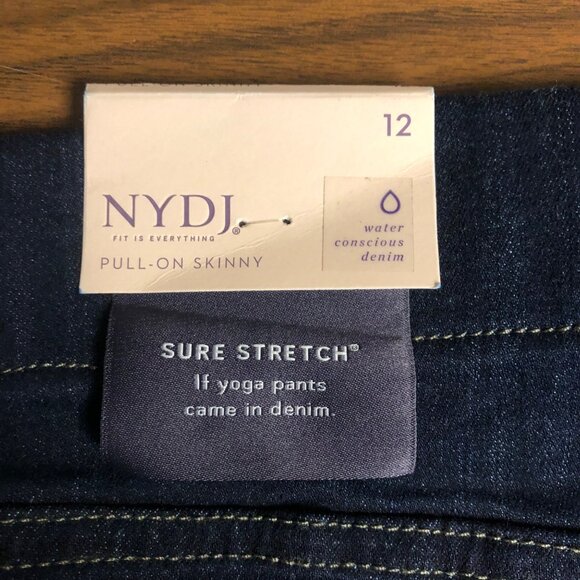 12
NYDJ®
FIT IS EVERYTHING
PULL-ON SKINNY
water
conscious
denim
SURE STRETCH®
If yoga pants
came in denim.